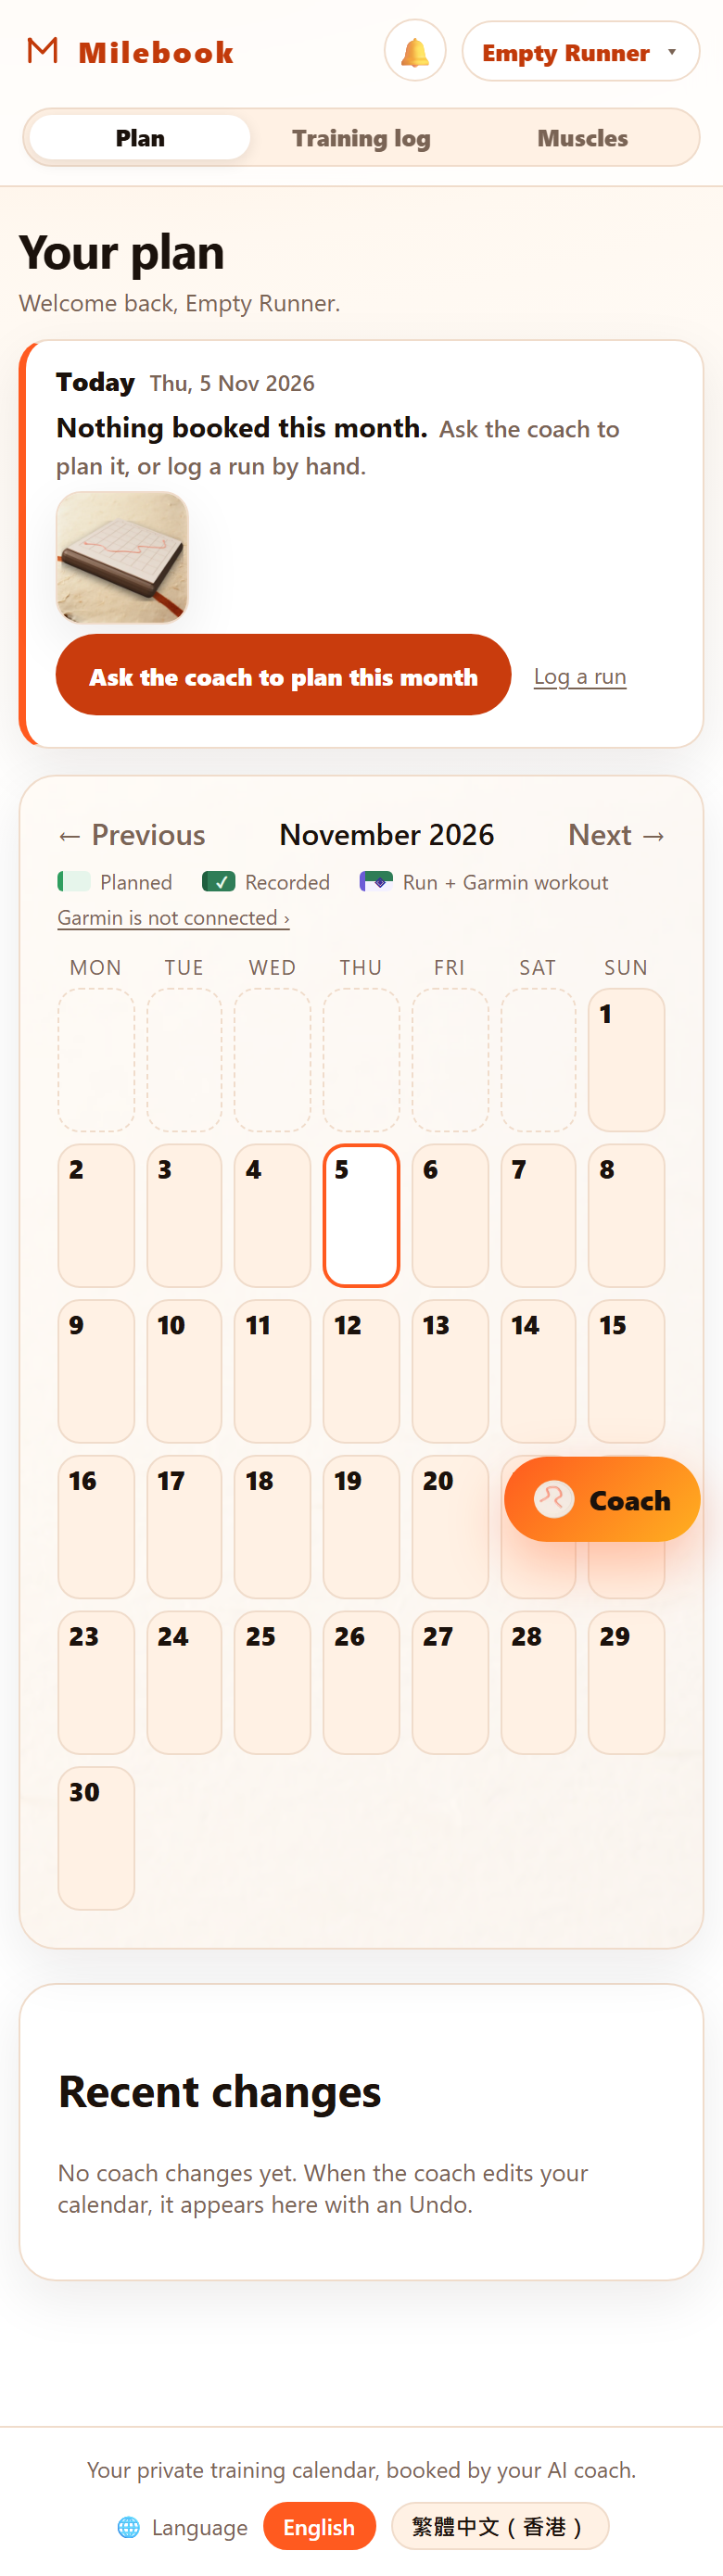 Milebook
Empty Runner
Plan
Training log
Muscles
Your plan
Welcome back, Empty Runner.
Today Thu, 5 Nov 2026
Nothing booked this month. Ask the coach to
plan it, or log a run by hand.
Ask the coach to plan this month
Log a run
← Previous
November 2026
Next →
Planned
Recorded
Run + Garmin workout
Garmin is not connected ›
MON TUE WED THU FRI SAT SUN
1
2 3 4 5 6 7 8
9 10 11 12 13 14 15
16 17 18 19 20
Coach
23 24 25 26 27 28 29
30
Recent changes
No coach changes yet. When the coach edits your
calendar, it appears here with an Undo.
Your private training calendar, booked by your AI coach.
Language
English
繁體中文（香港）